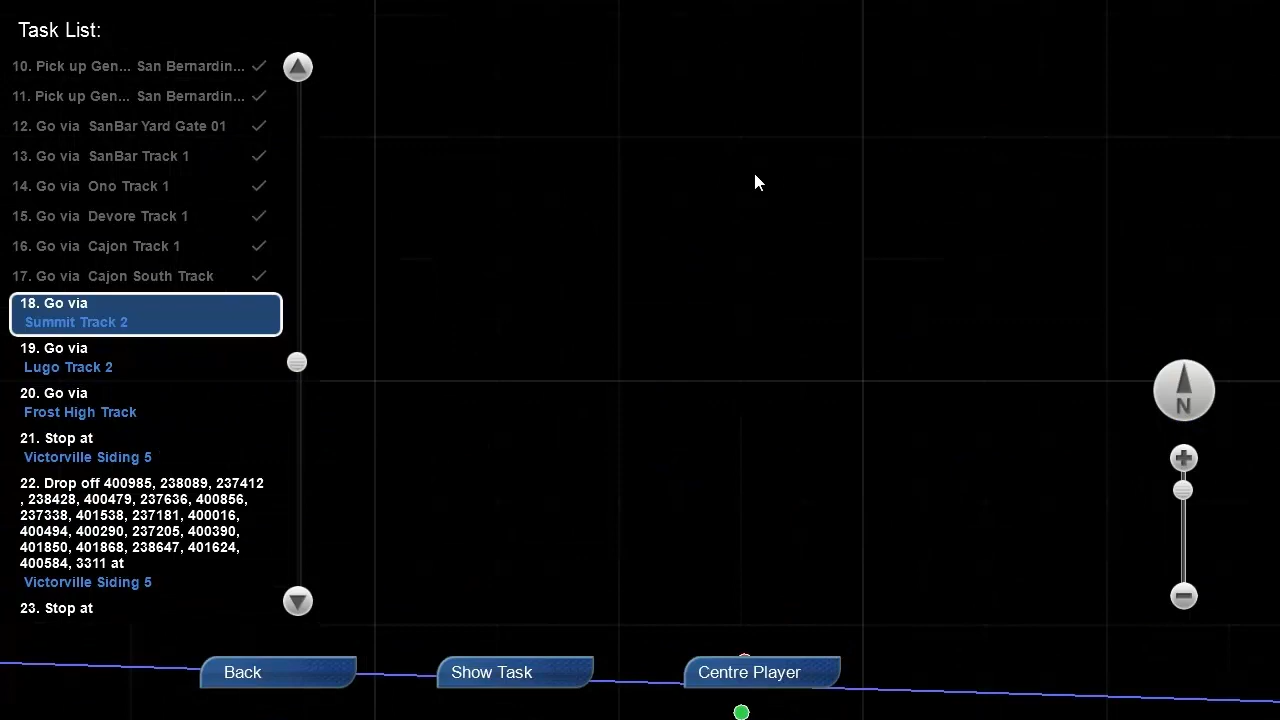 Task List:
10. Pick up Gen... San Bernardin...
11. Pick up Gen... San Bernardin...
12. Go via SanBar Yard Gate 01
13. Go via SanBar Track 1
14. Go via Ono Track 1
15. Go via Devore Track 1
16. Go via Cajon Track 1
17. Go via Cajon South Track
18. Go via
Summit Track 2
19. Go via
Lugo Track 2
20. Go via
Frost High Track
21. Stop at
Victorville Siding 5
22. Drop off 400985, 238089, 237412
, 238428, 400479, 237636, 400856,
237338, 401538, 237181, 400016,
400494, 400290, 237205, 400390,
401850, 401868, 238647, 401624,
400584, 3311 at
Victorville Siding 5
23. Stop at
N
Back
Show Task
Centre Player